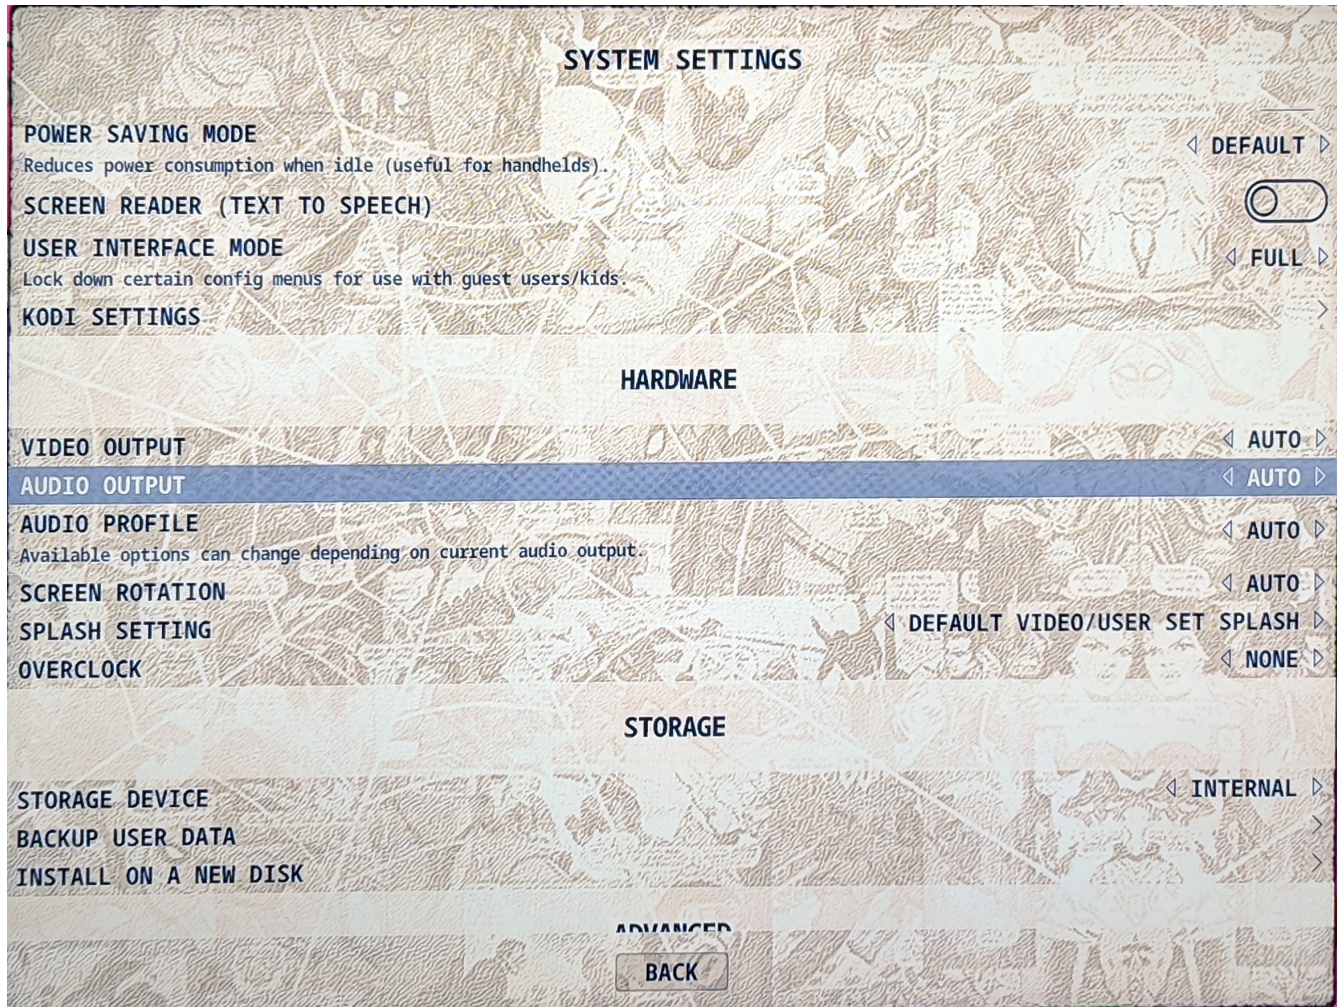 SYSTEM SETTINGS
POWER SAVING MODE
DEFAULT
Reduces power consumption when idle (useful for handhelds).
SCREEN READER (TEXT TO SPEECH)
USER INTERFACE MODE
FULL
Lock down certain config menus for use with guest users/kids.
KODI SETTINGS
HARDWARE
VIDEO OUTPUT
AUTO
AUDIO OUTPUT
AUTO
AUDIO PROFILE
AUTO
Available options can change depending on current audio output.
SCREEN ROTATION
AUTO
SPLASH SETTING
DEFAULT VIDEO/USER SET SPLASH
OVERCLOCK
NONE
STORAGE
STORAGE DEVICE
INTERNAL
BACKUP USER DATA
INSTALL ON A NEW DISK
ADVANCED
BACK